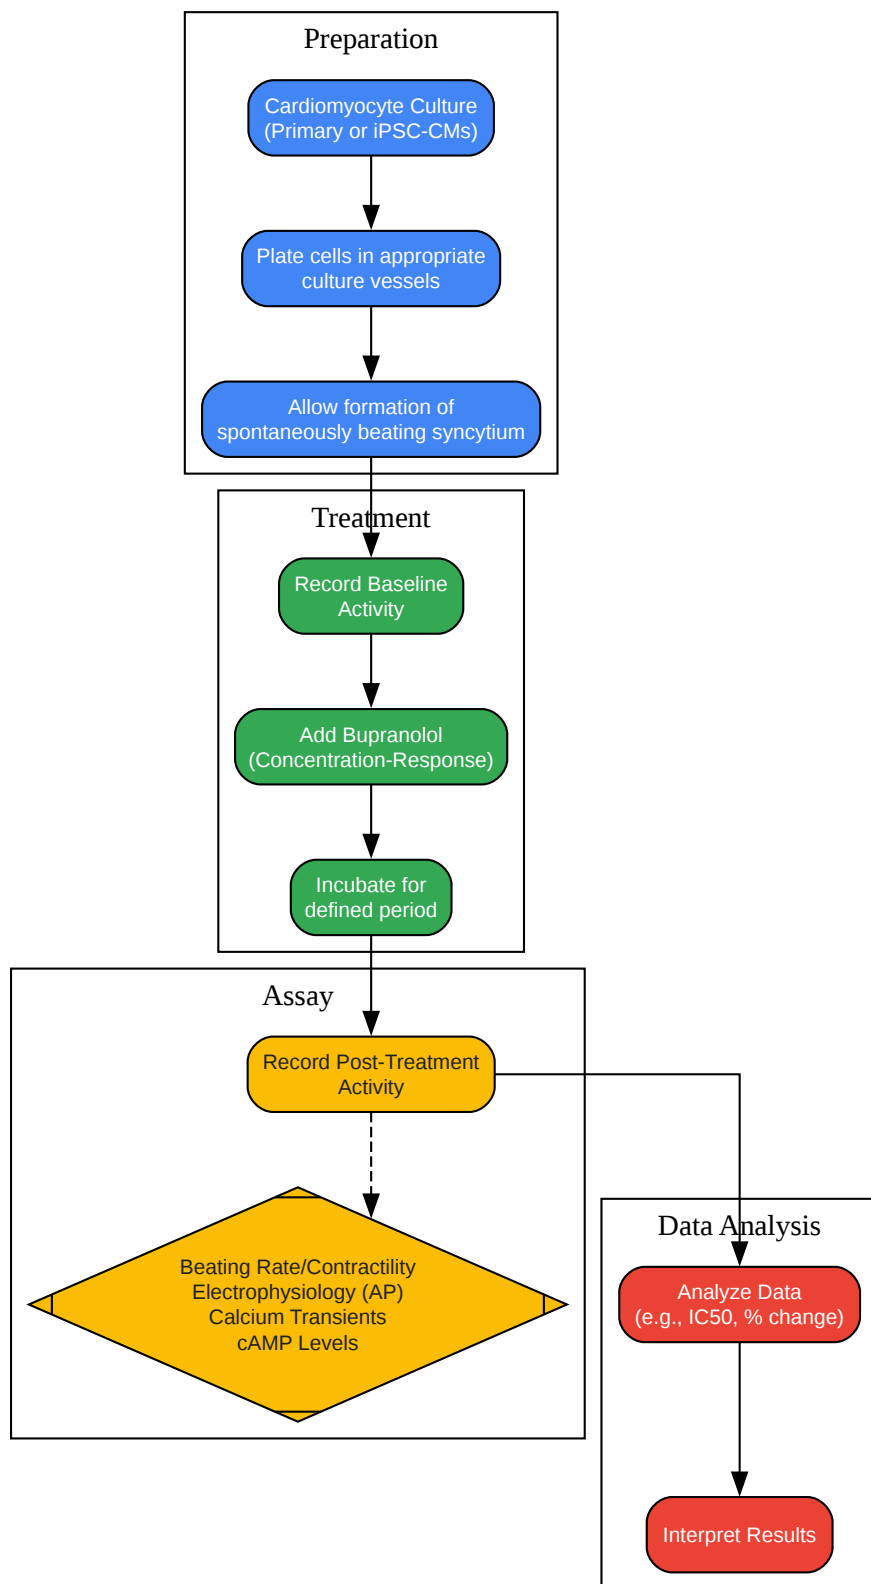 Preparation
Cardiomyocyte Culture
(Primary or iPSC-CMs)
Plate cells in appropriate
culture vessels
Allow formation of
spontaneously beating syncytium
Treatment
Record Baseline
Activity
Add Bupranolol
(Concentration-Response)
Incubate for
defined period
Assay
Record Post-Treatment
Activity
Beating Rate/Contractility
Electrophysiology (AP)
Calcium Transients
cAMP Levels
Data Analysis
Analyze Data
(e.g., IC50, % change)
Interpret Results